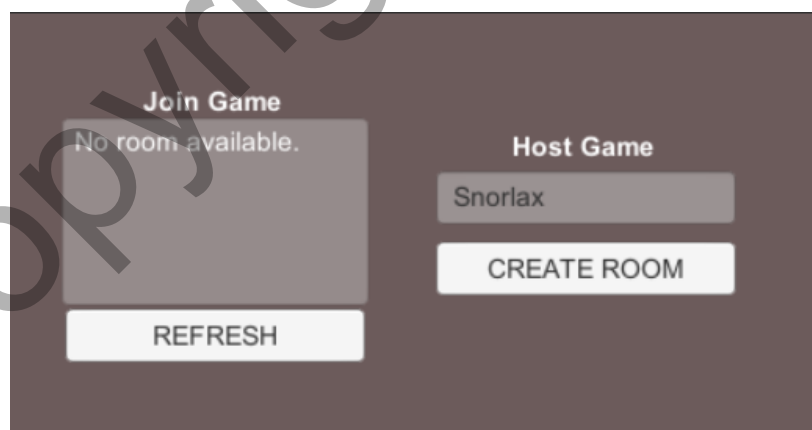 Join Game
No room available.
REFRESH
Host Game
Snorlax
CREATE ROOM